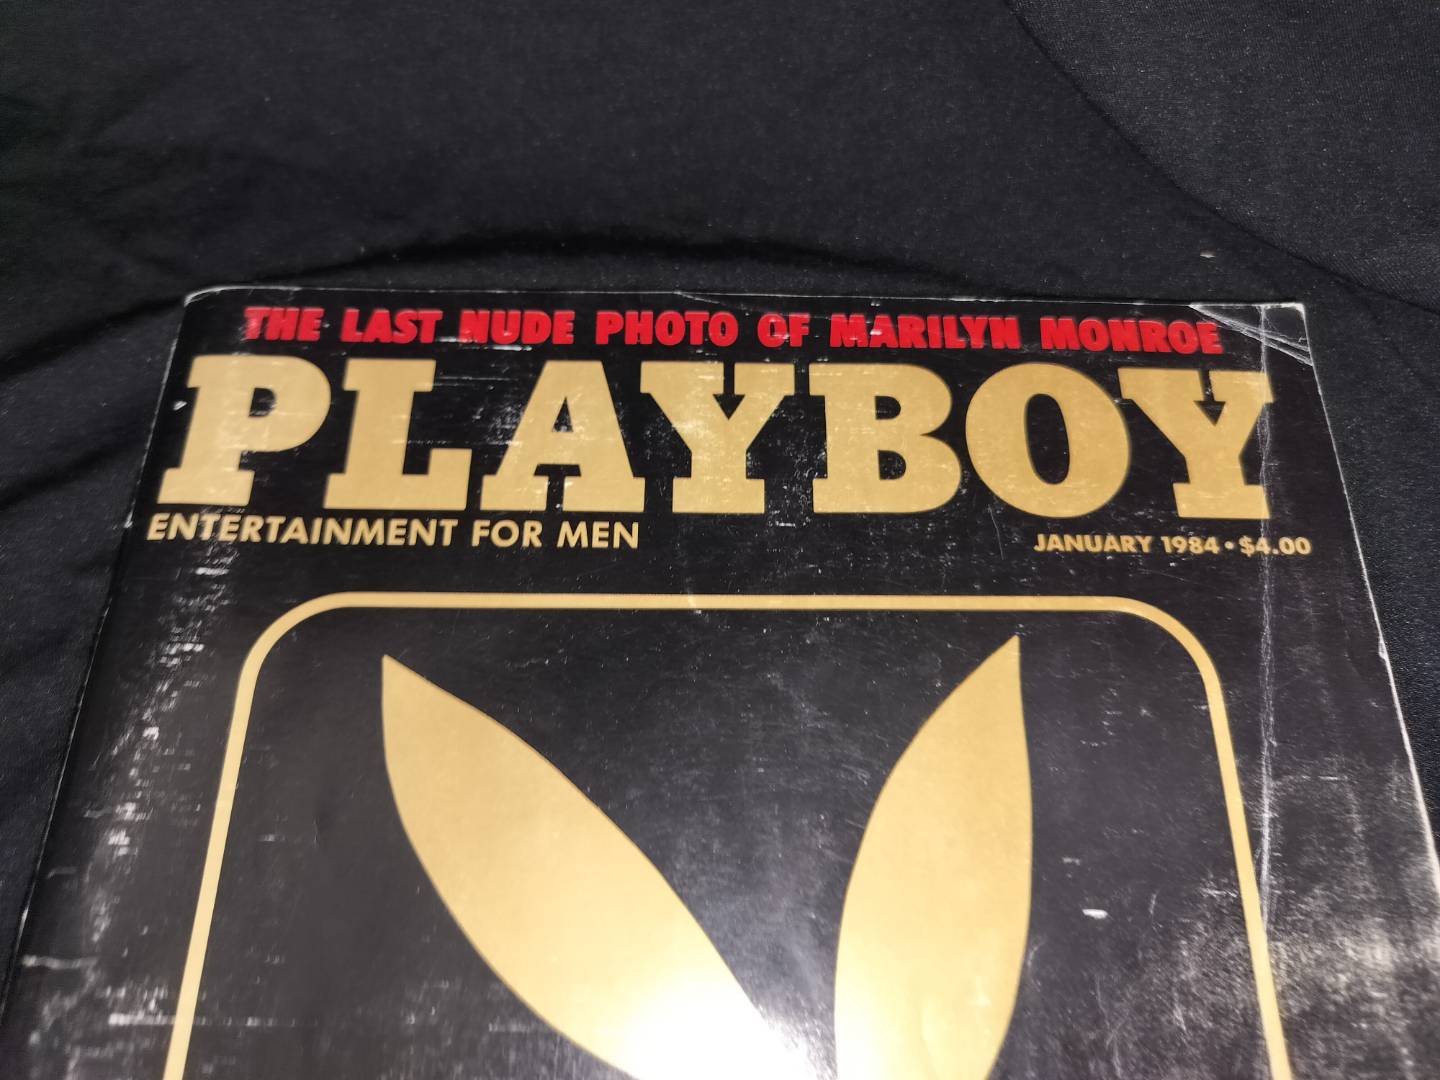 THE LAST NUDE PHOTO OF MARILYN MONROE
PLAYBOY
ENTERTAINMENT FOR MEN
JANUARY 1984 • $4.00